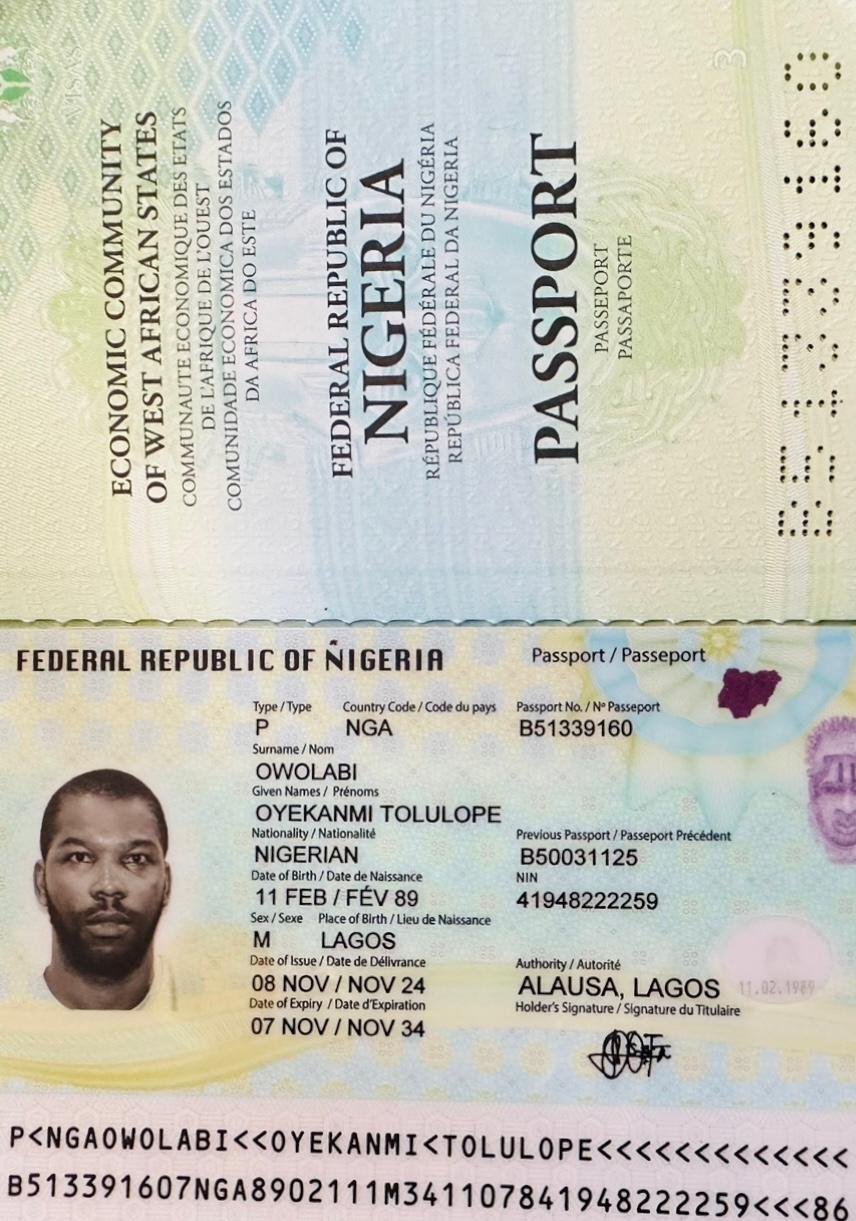 ECONOMIC COMMUNITY
OF WEST AFRICAN STATES
COMMUNAUTE ECONOMIQUE DES ETATS
DE L'AFRIQUE DE L'OUEST
COMUNIDADE ECONOMICA DOS ESTADOS
DA AFRICA DO ESTE
FEDERAL REPUBLIC OF
NIGERIA
RÉPUBLIQUE FÉDÉRALE DU NIGÉRIA
REPÚBLICA FEDERAL DA NIGERIA
PASSPORT
PASSEPORT
PASSAPORTE
VISAS
3
B51339160
FEDERAL REPUBLIC OF NIGERIA
Passport / Passeport
Type / Type Country Code / Code du pays Passport No. / Nº Passeport
P NGA B51339160
Surname / Nom
OWOLABI
Given Names / Prénoms
OYEKANMI TOLULOPE
Nationality / Nationalité Previous Passport / Passeport Précédent
NIGERIAN B50031125
Date of Birth / Date de Naissance NIN
11 FEB / FÉV 89 41948222259
Sex / Sexe Place of Birth / Lieu de Naissance
M LAGOS
Date of Issue / Date de Délivrance Authority / Autorité
08 NOV / NOV 24 ALAUSA, LAGOS 11.02.1989
Date of Expiry / Date d'Expiration Holder's Signature / Signature du Titulaire
07 NOV / NOV 34
P<NGAOWOLABI<<OYEKANMI<TOLULOPE<<<<<<<<<<<<<
B513391607NGA8902111M34110784194822259<<<86